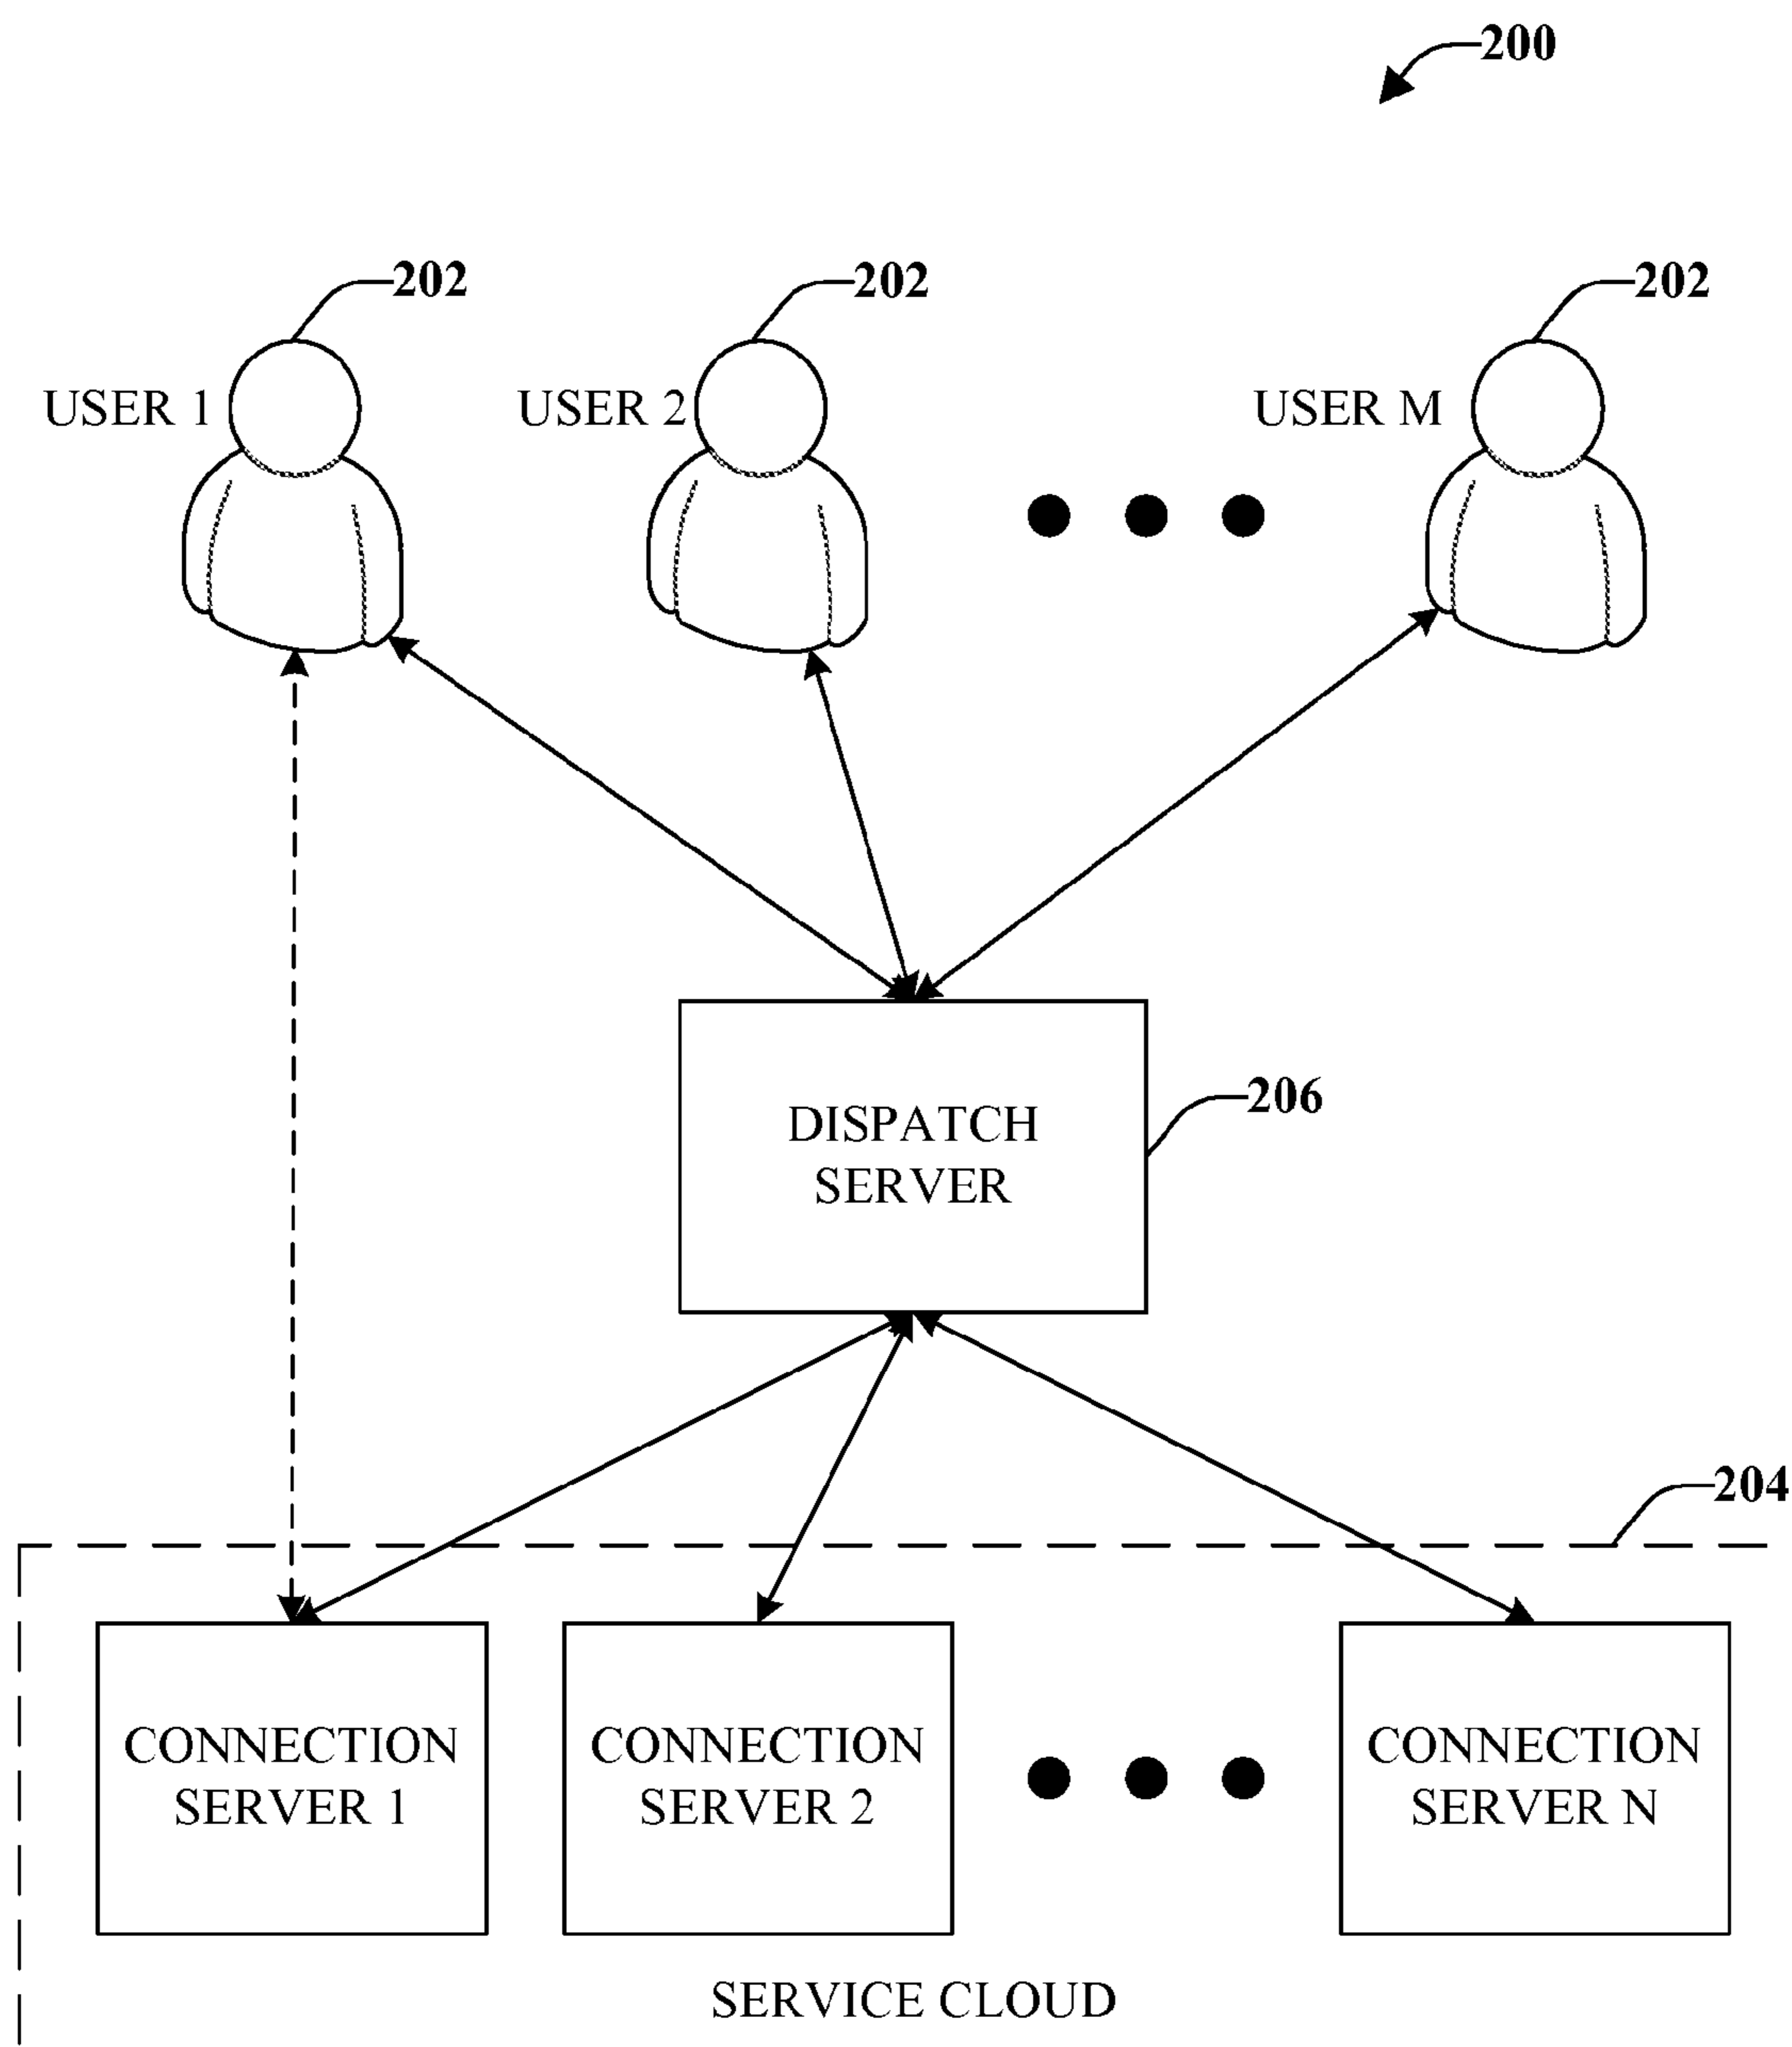 200
202
202
202
USER 1
USER 2
USER M
206
DISPATCH
SERVER
204
CONNECTION
SERVER 1
CONNECTION
SERVER 2
CONNECTION
SERVER N
SERVICE CLOUD